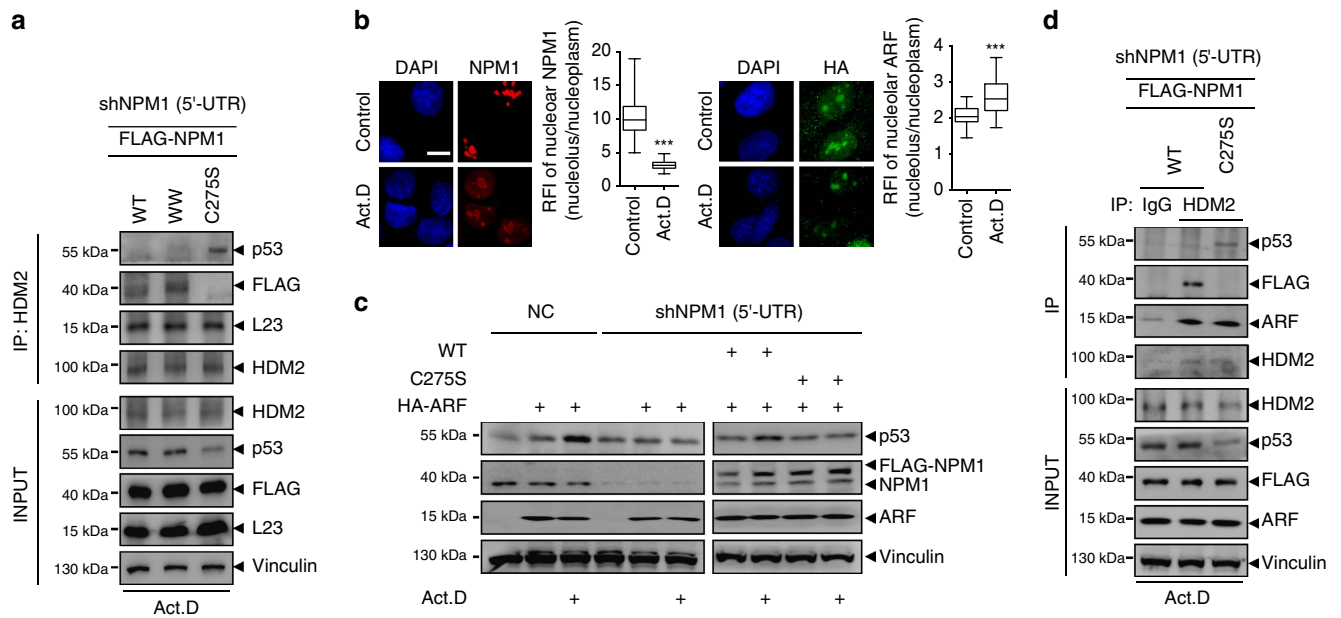 a
shNPM1 (5'-UTR)
FLAG-NPM1
WT
WW
C275S
IP: HDM2
55 kDa
p53
40 kDa
FLAG
15 kDa
L23
100 kDa
HDM2
INPUT
100 kDa
HDM2
55 kDa
p53
40 kDa
FLAG
15 kDa
L23
130 kDa
Vinculin
Act.D
b
DAPI
NPM1
Control
Act.D
RFI of nucleoar NPM1
(nucleolus/nucleoplasm)
20
15
10
5
0
***
Control
Act.D
DAPI
HA
Control
Act.D
RFI of nucleolar ARF
(nucleolus/nucleoplasm)
4
3
2
1
0
***
Control
Act.D
c
NC
shNPM1 (5'-UTR)
WT + +
C275S + +
HA-ARF + + + + + + + +
55 kDa
p53
40 kDa
FLAG-NPM1
NPM1
15 kDa
ARF
130 kDa
Vinculin
Act.D + + + +
d
shNPM1 (5'-UTR)
FLAG-NPM1
WT
C275S
IP: IgG HDM2
IP
55 kDa
p53
40 kDa
FLAG
15 kDa
ARF
100 kDa
HDM2
INPUT
100 kDa
HDM2
55 kDa
p53
40 kDa
FLAG
15 kDa
ARF
130 kDa
Vinculin
Act.D